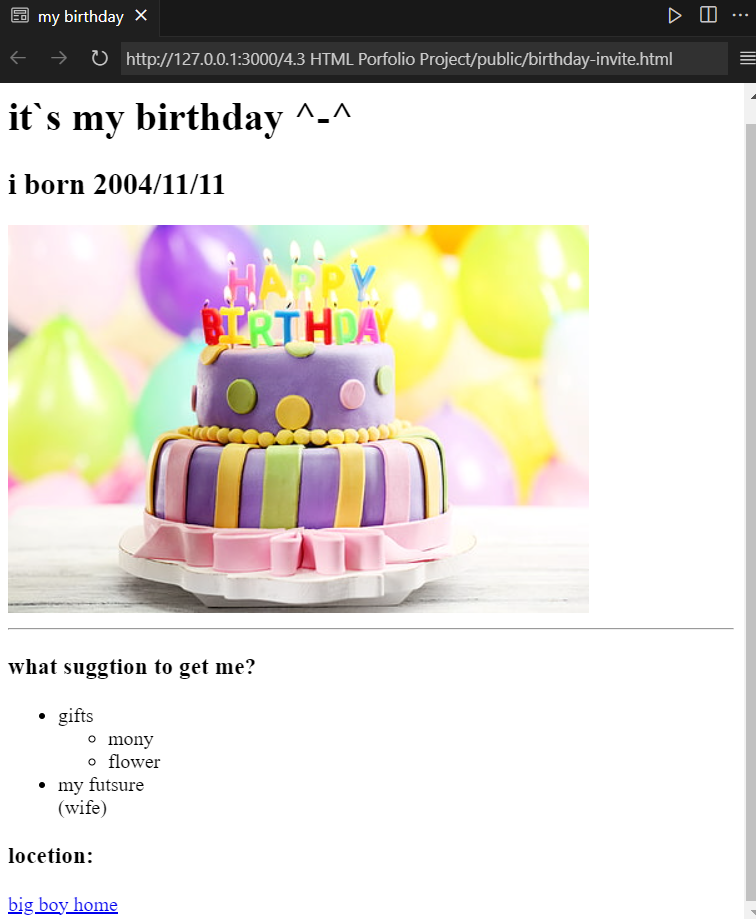 my birthday
http://127.0.0.1:3000/4.3 HTML Porfolio Project/public/birthday-invite.html
it`s my birthday ^-^
i born 2004/11/11
HAPPY
BIRTHDAY
what suggtion to get me?
gifts
mony
flower
my futsure
(wife)
locetion:
big boy home